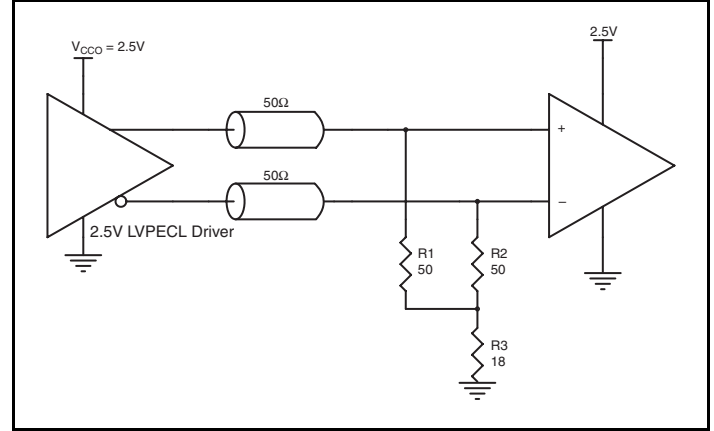 V_CCO = 2.5V
2.5V
50Ω
+
50Ω
–
2.5V LVPECL Driver
R1
50
R2
50
R3
18